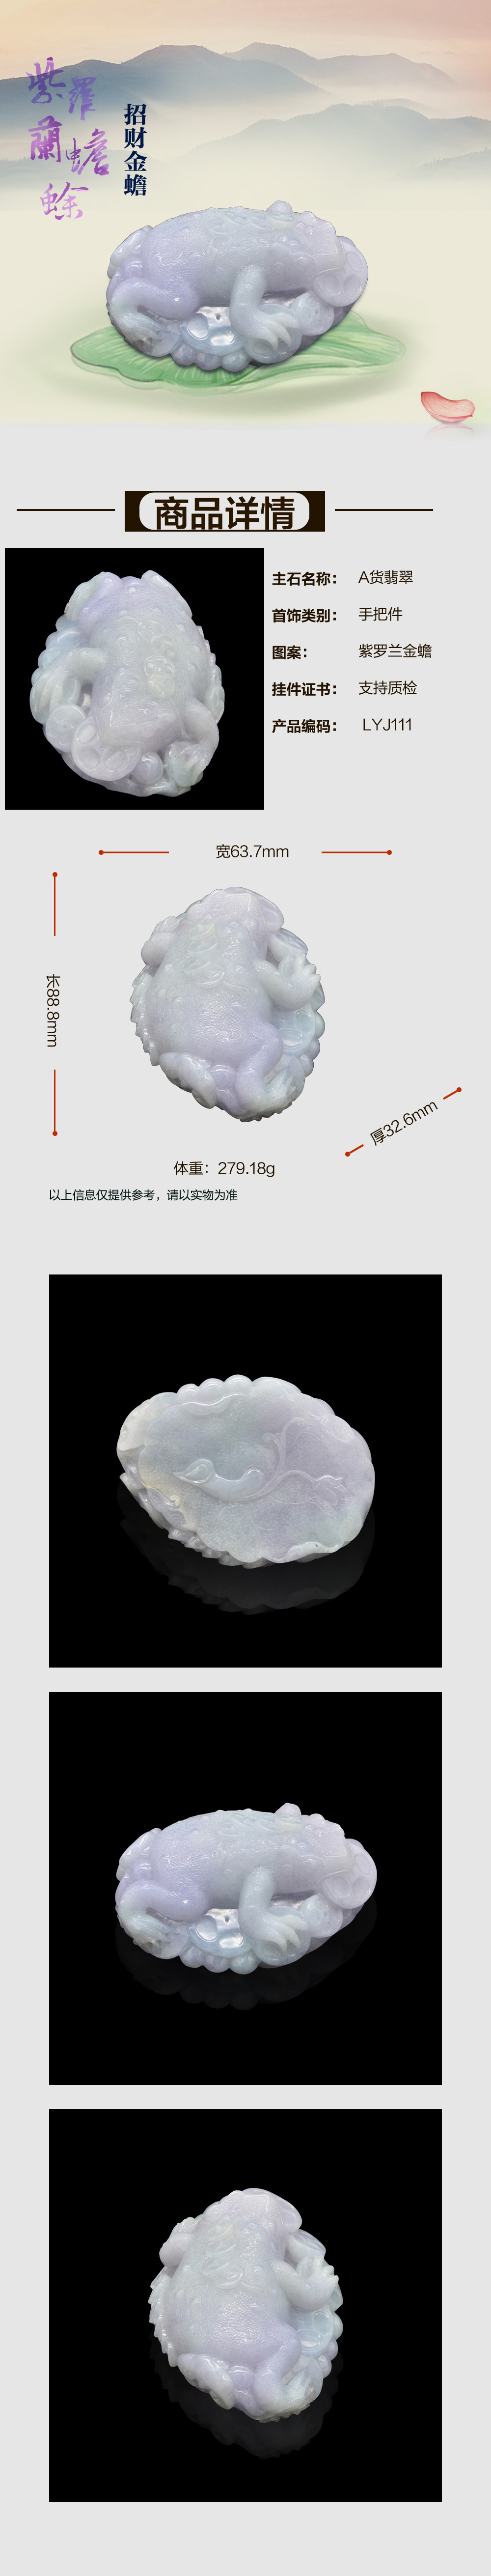 紫羅
蘭蟾
蜍
招财金蟾
商品详情
主石名称： A货翡翠
首饰类别： 手把件
图案： 紫罗兰金蟾
挂件证书： 支持质检
产品编码： LYJ111
宽63.7mm
长88.8mm
厚32.6mm
体重：279.18g
以上信息仅提供参考，请以实物为准